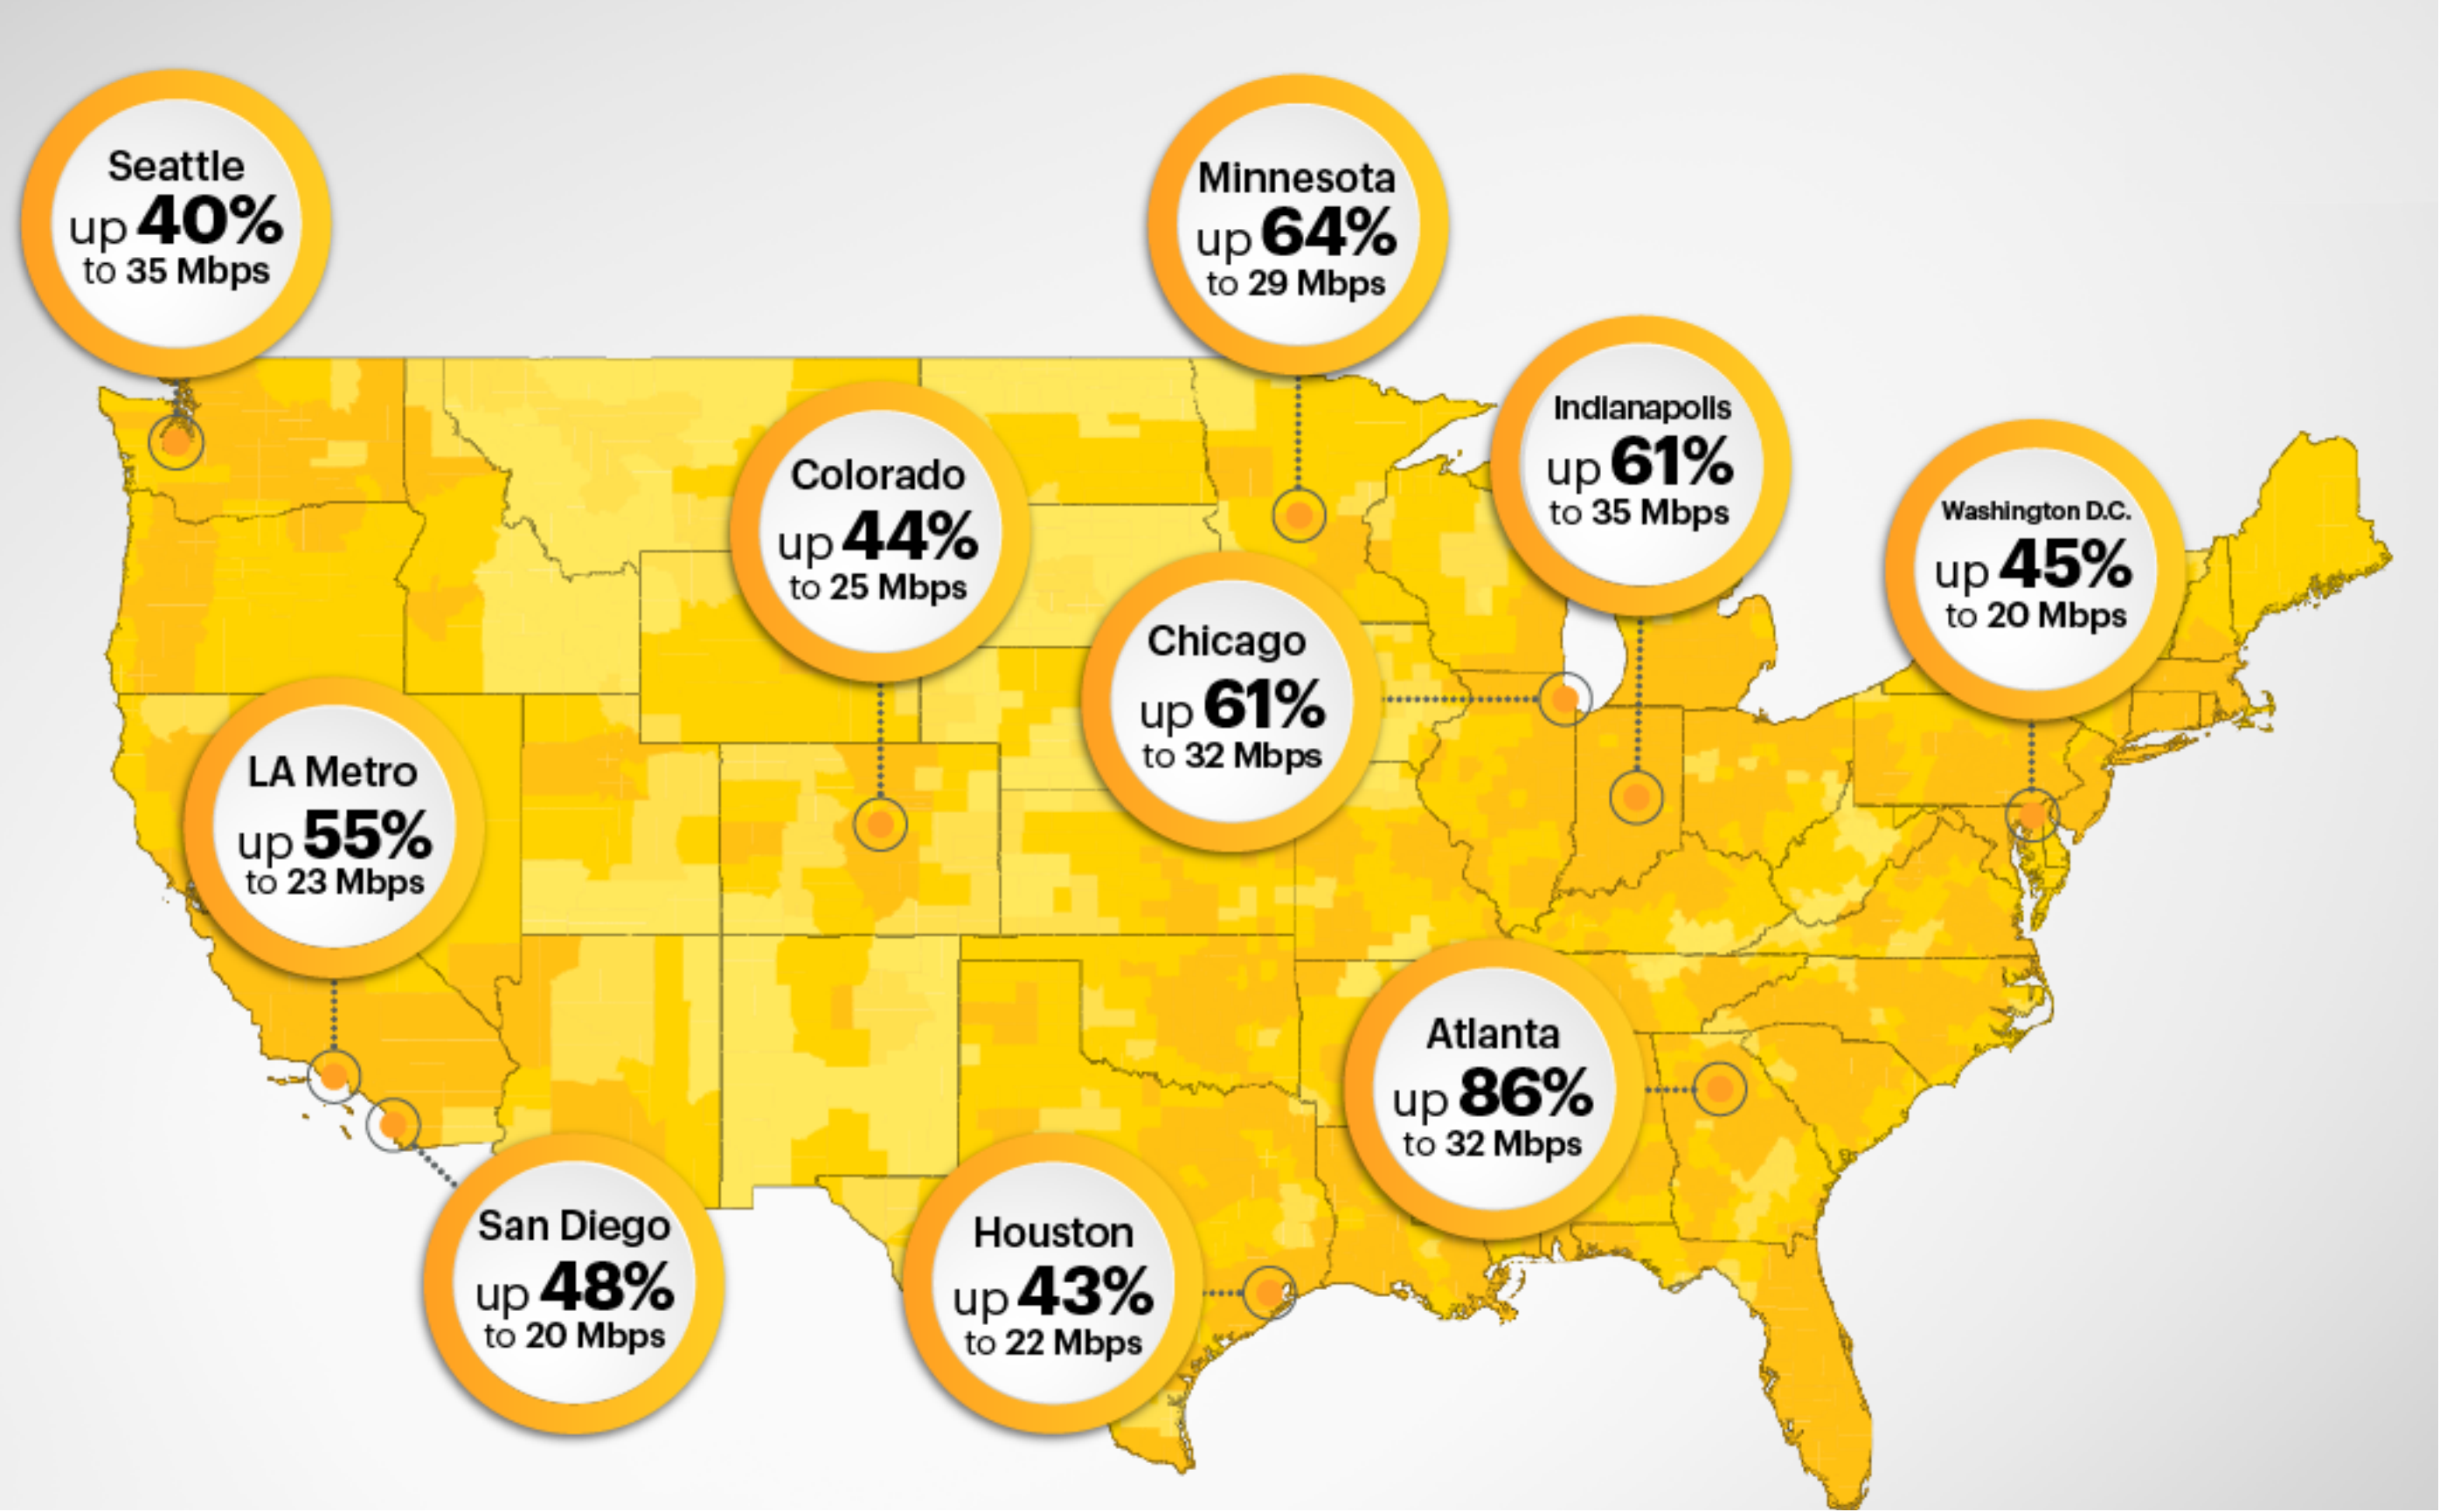 Seattle
up 40%
to 35 Mbps
Minnesota
up 64%
to 29 Mbps
Indianapolis
up 61%
to 35 Mbps
Colorado
up 44%
to 25 Mbps
Washington D.C.
up 45%
to 20 Mbps
Chicago
up 61%
to 32 Mbps
LA Metro
up 55%
to 23 Mbps
Atlanta
up 86%
to 32 Mbps
San Diego
up 48%
to 20 Mbps
Houston
up 43%
to 22 Mbps